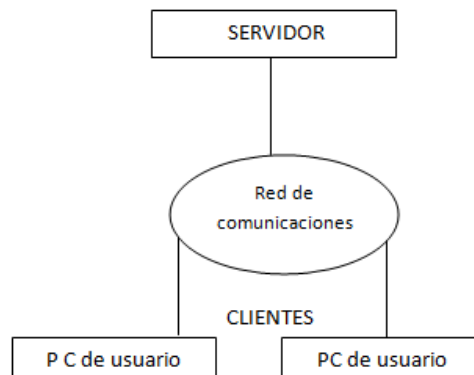 SERVIDOR
Red de
comunicaciones
CLIENTES
P C de usuario
PC de usuario